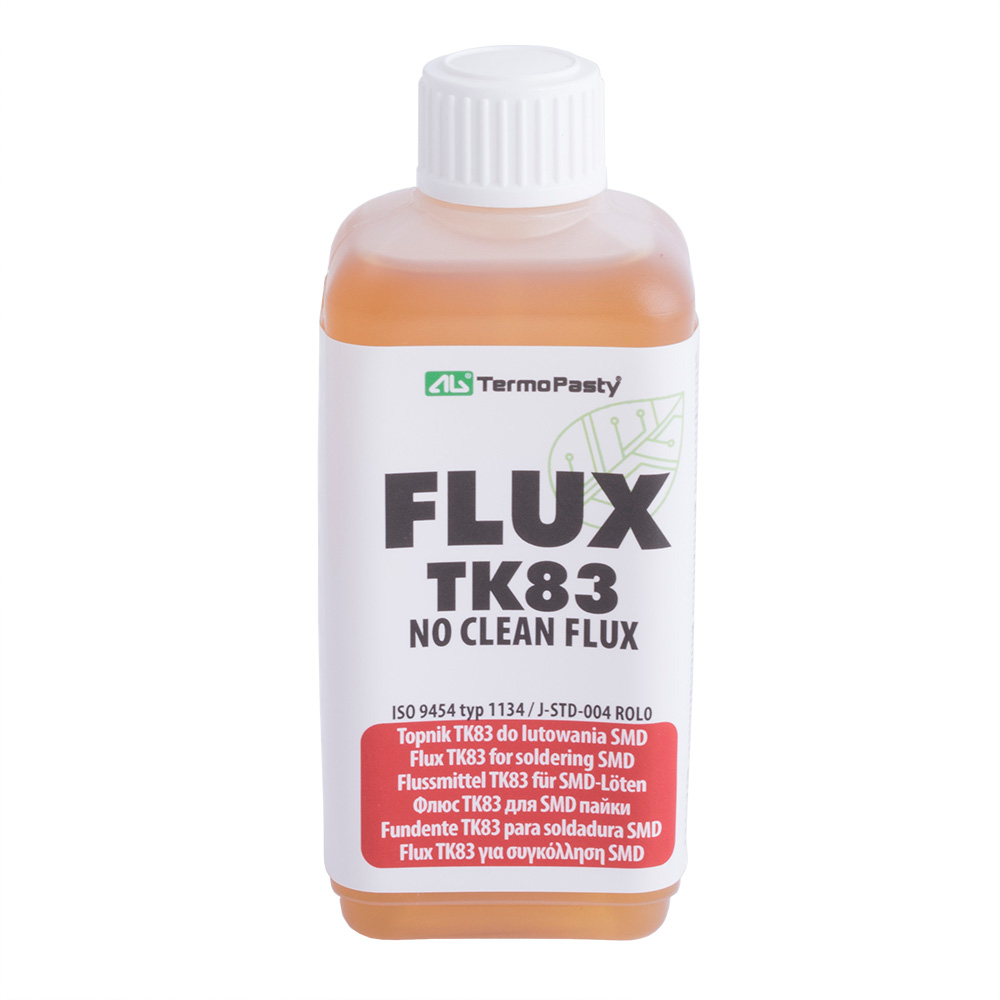 AG® TermoPasty®
FLUX
TK83
NO CLEAN FLUX
ISO 9454 typ 1134 / J-STD-004 ROLO
Topnik TK83 do lutowania SMD
Flux TK83 for soldering SMD
Flussmittel TK83 für SMD-Löten
Флюс TK83 для SMD пайки
Fundente TK83 para soldadura SMD
Flux TK83 για συγκόλληση SMD